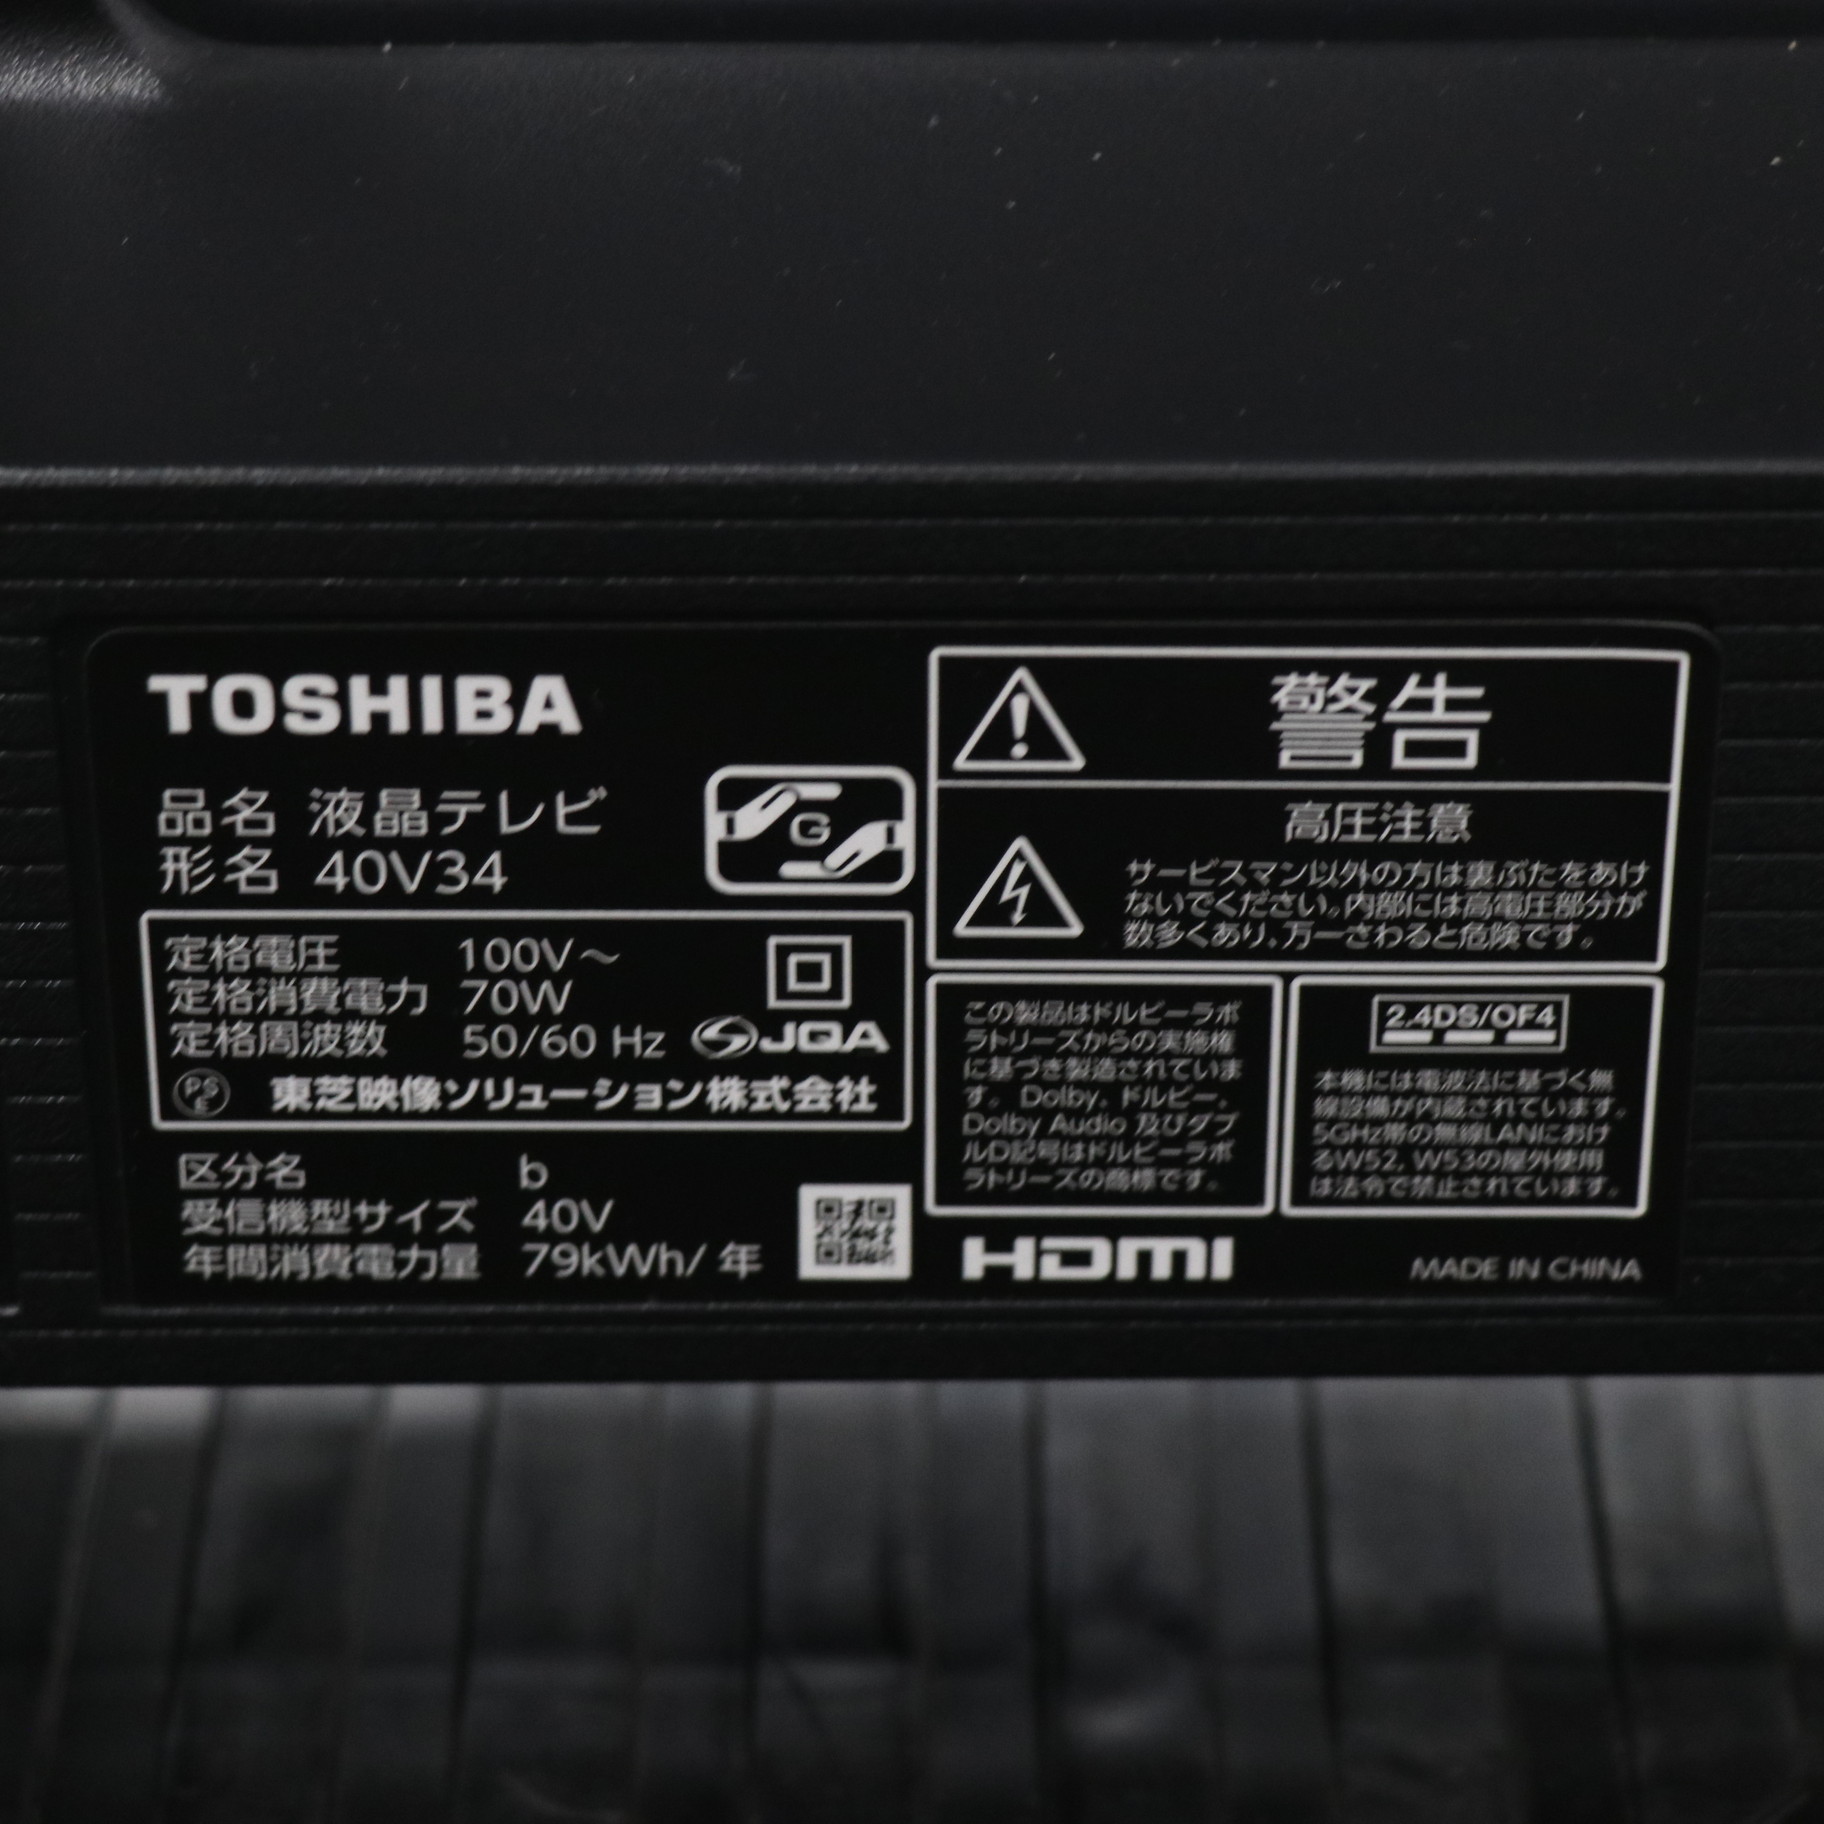 TOSHIBA
品名 液晶テレビ
形名 40V34
G
定格電圧 100V～
定格消費電力 70W
定格周波数 50/60 Hz
JQA
PSE
東芝映像ソリューション株式会社
区分名 b
受信機型サイズ 40V
年間消費電力量 79kWh/年
警告
高圧注意
サービスマン以外の方は裏ぶたをあけ
ないでください。内部には高電圧部分が
数多くあり、万一さわると危険です。
この製品はドルビーラボ
ラトリーズからの実施権
に基づき製造されていま
す。 Dolby、ドルビー、
Dolby Audio 及びダブ
ルD記号はドルビーラボ
ラトリーズの商標です。
2.4DS/OF4
本機には電波法に基づく無
線設備が内蔵されています。
5GHz帯の無線LANにおけ
るW52, W53の屋外使用
は法令で禁止されています。
HDMI
MADE IN CHINA